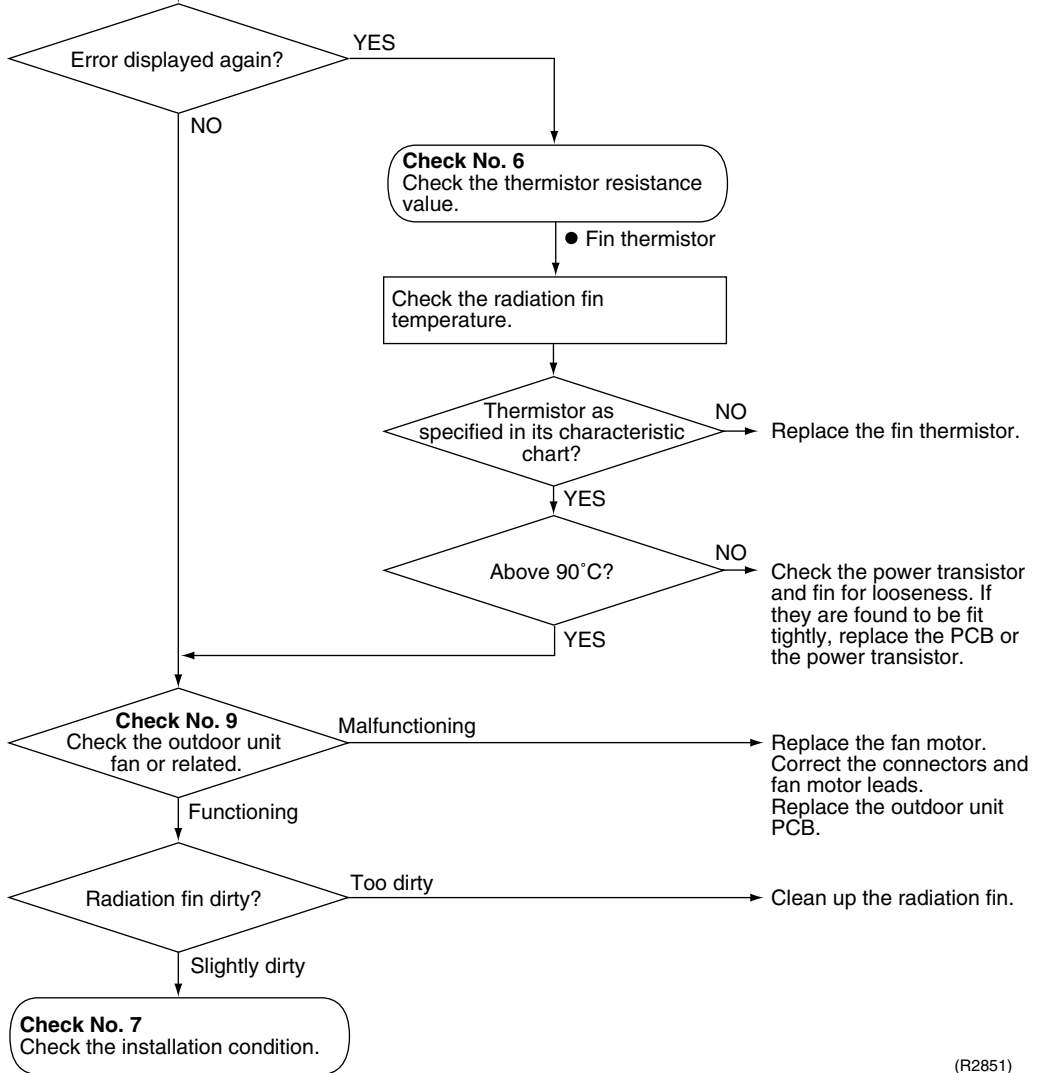 Error displayed again?
YES
NO
Check No. 6
Check the thermistor resistance
value.
● Fin thermistor
Check the radiation fin
temperature.
Thermistor as
specified in its characteristic
chart?
NO
Replace the fin thermistor.
YES
Above 90˚C?
NO
Check the power transistor
and fin for looseness. If
they are found to be fit
tightly, replace the PCB or
the power transistor.
YES
Check No. 9
Check the outdoor unit
fan or related.
Malfunctioning
Replace the fan motor.
Correct the connectors and
fan motor leads.
Replace the outdoor unit
PCB.
Functioning
Radiation fin dirty?
Too dirty
Clean up the radiation fin.
Slightly dirty
Check No. 7
Check the installation condition.
(R2851)